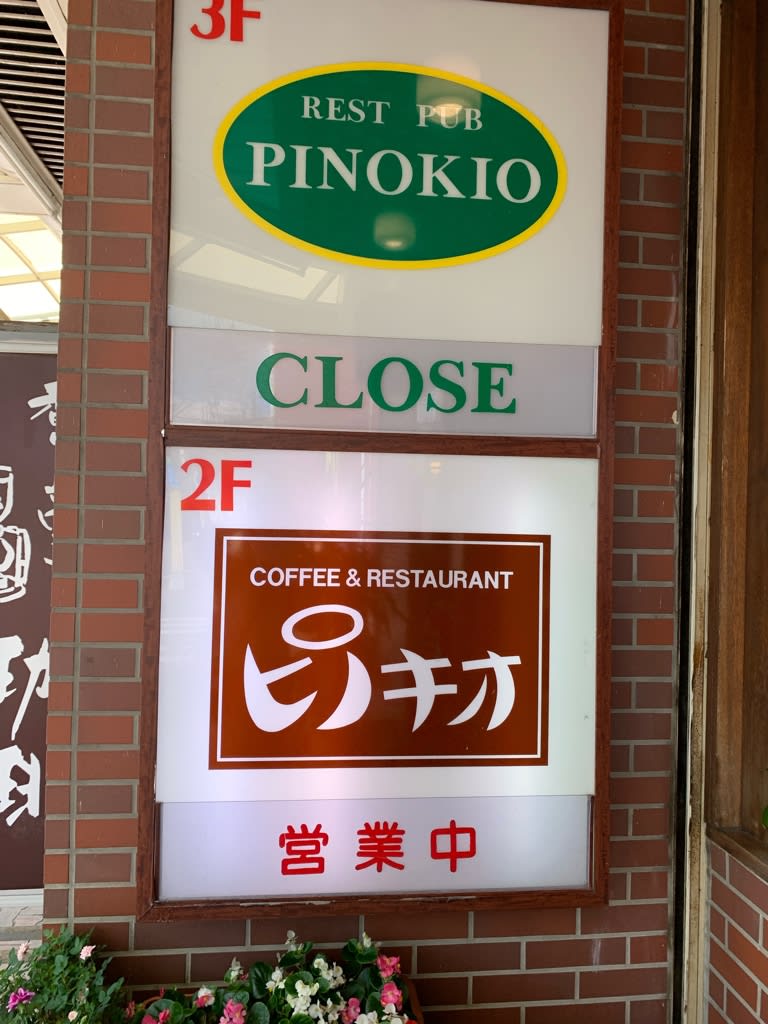 3F
REST PUB
PINOKIO
CLOSE
2F
COFFEE & RESTAURANT
ピノキオ
営業中